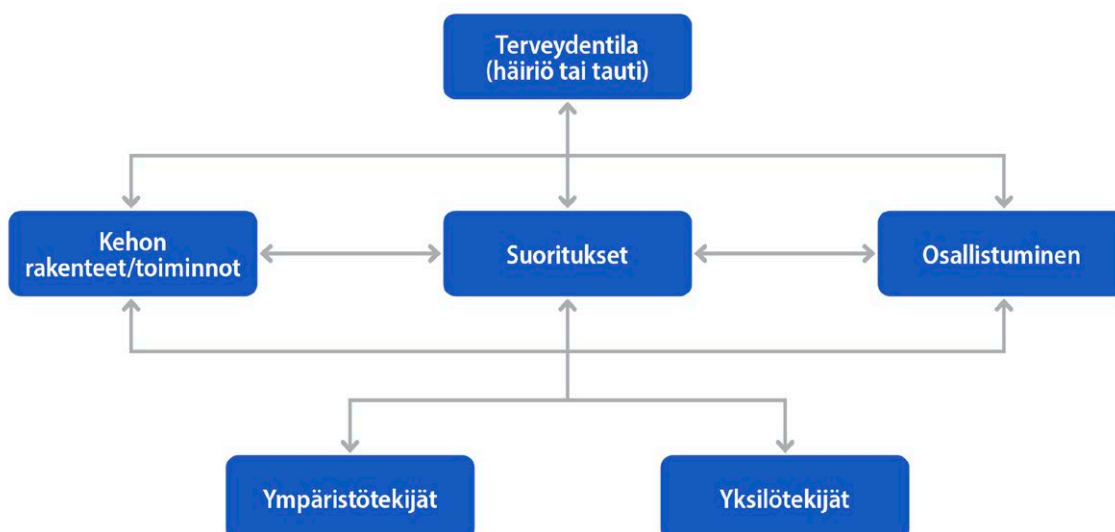 Terveydentila
(häiriö tai tauti)
Kehon
rakenteet/toiminnot
Suoritukset
Osallistuminen
Ympäristötekijät
Yksilötekijät